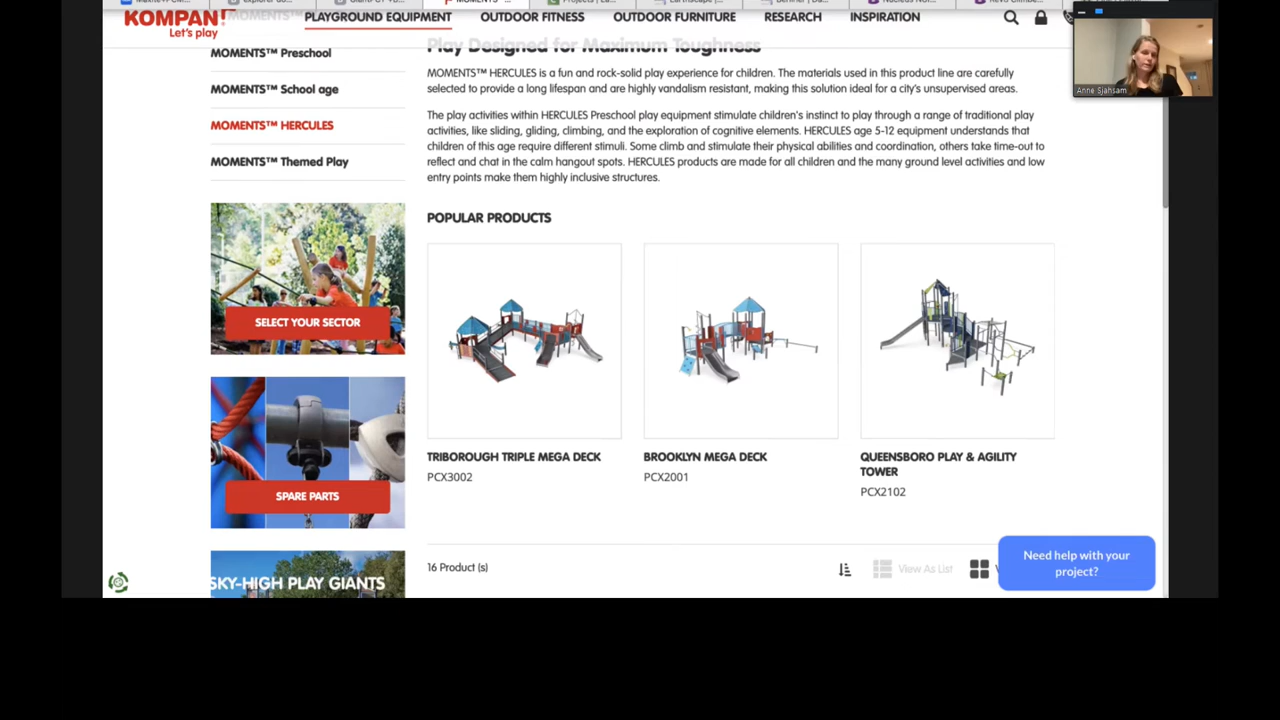 KOMPAN!
Let's play
PLAYGROUND EQUIPMENT
OUTDOOR FITNESS
OUTDOOR FURNITURE
RESEARCH
INSPIRATION
Anne Sjahsam
MOMENTS™ Preschool
MOMENTS™ School age
MOMENTS™ HERCULES
MOMENTS™ Themed Play
SELECT YOUR SECTOR
SPARE PARTS
SKY-HIGH PLAY GIANTS
Play Designed for Maximum Toughness
MOMENTS™ HERCULES is a fun and rock-solid play experience for children. The materials used in this product line are carefully
selected to provide a long lifespan and are highly vandalism resistant, making this solution ideal for a city's unsupervised areas.
The play activities within HERCULES Preschool play equipment stimulate children's instinct to play through a range of traditional play
activities, like sliding, gliding, climbing, and the exploration of cognitive elements. HERCULES age 5-12 equipment understands that
children of this age require different stimuli. Some climb and stimulate their physical abilities and coordination, others take time-out to
reflect and chat in the calm hangout spots. HERCULES products are made for all children and the many ground level activities and low
entry points make them highly inclusive structures.
POPULAR PRODUCTS
TRIBOROUGH TRIPLE MEGA DECK
PCX3002
BROOKLYN MEGA DECK
PCX2001
QUEENSBORO PLAY & AGILITY
TOWER
PCX2102
16 Product (s)
View As List
Need help with your
project?